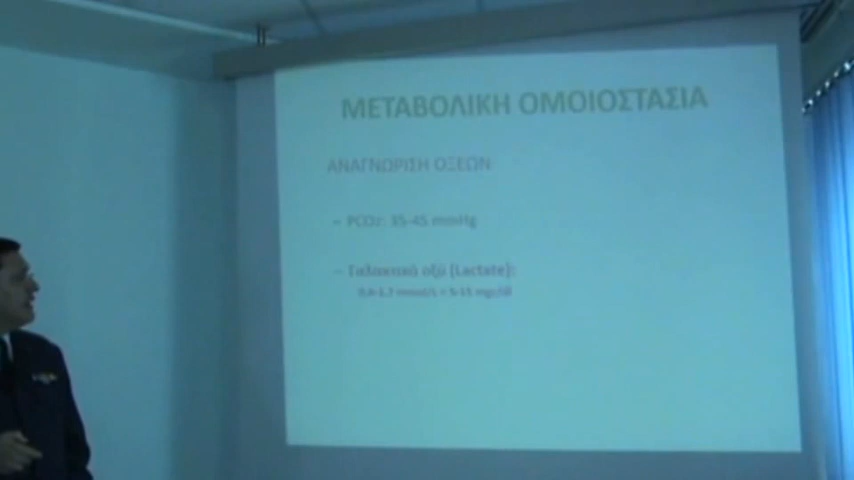 ΜΕΤΑΒΟΛΙΚΗ ΟΜΟΙΟΣΤΑΣΙΑ
ΑΝΑΓΝΩΡΙΣΗ ΟΞΕΩΝ
– PCO2: 35-45 mmHg
– Γαλακτικό οξύ (Lactate):